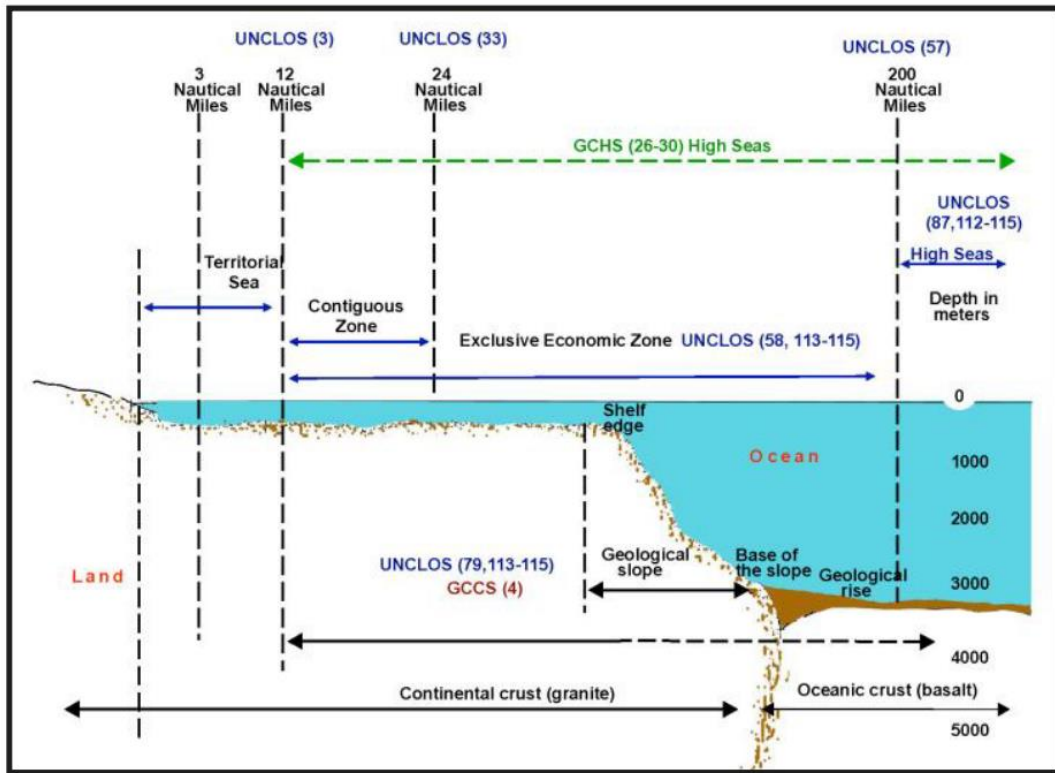 UNCLOS (3)
UNCLOS (33)
UNCLOS (57)
3
Nautical
Miles
12
Nautical
Miles
24
Nautical
Miles
200
Nautical
Miles
GCHS (26-30) High Seas
UNCLOS
(87,112-115)
High Seas
Territorial
Sea
Contiguous
Zone
Depth in
meters
Exclusive Economic Zone UNCLOS (58, 113-115)
0
Shelf
edge
Ocean
1000
2000
UNCLOS (79,113-115)
GCCS (4)
Land
Geological
slope
Base of
the slope
Geological
rise
3000
4000
Continental crust (granite)
Oceanic crust (basalt)
5000